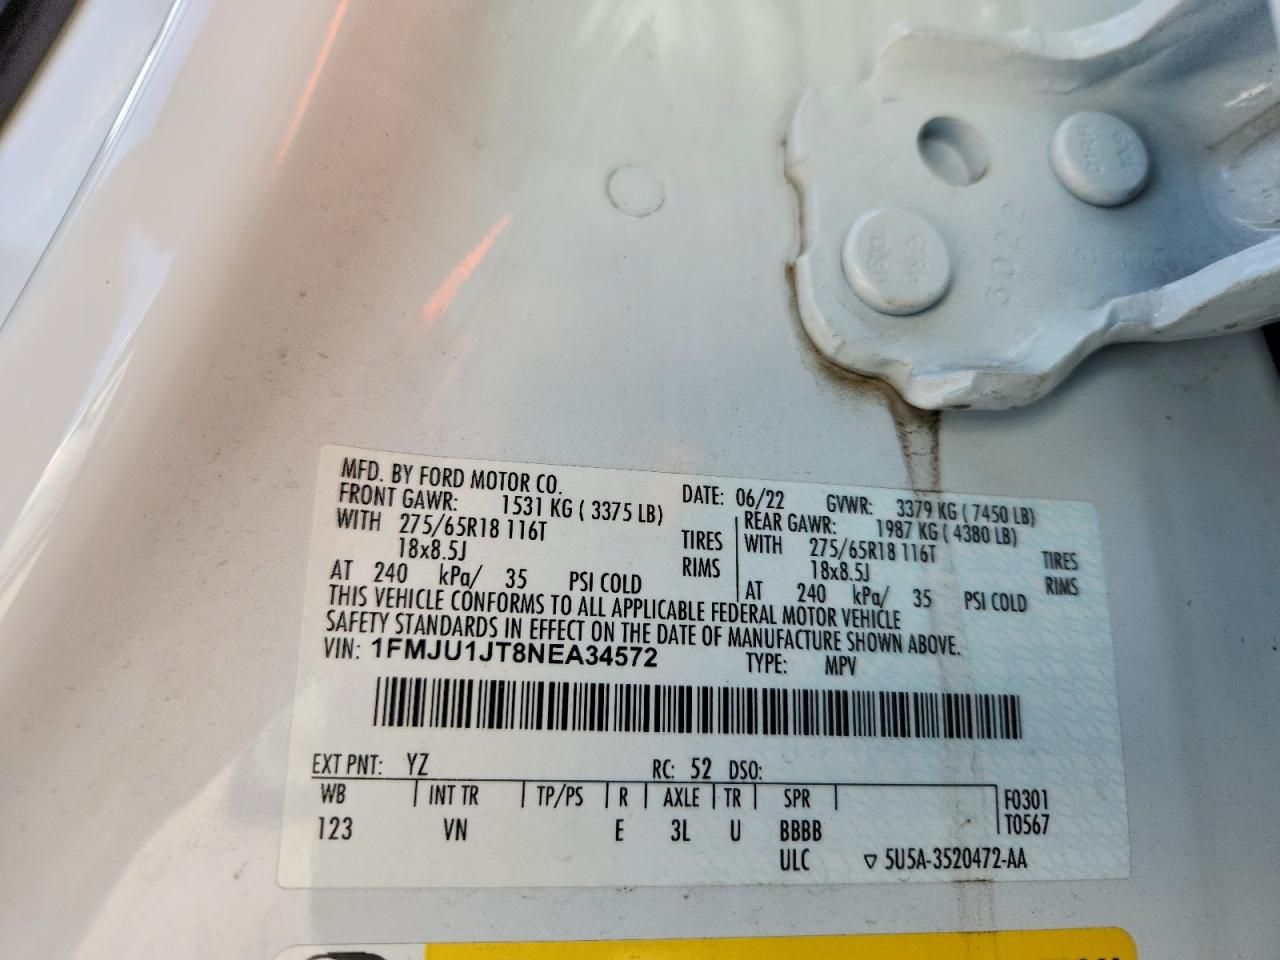 3022
MFD. BY FORD MOTOR CO.
DATE: 06/22 GVWR: 3379 KG ( 7450 LB)
FRONT GAWR: 1531 KG ( 3375 LB) REAR GAWR: 1987 KG ( 4380 LB)
WITH 275/65R18 116T TIRES WITH 275/65R18 116T TIRES
18x8.5J RIMS 18x8.5J RIMS
AT 240 kPa/ 35 PSI COLD AT 240 kPa/ 35 PSI COLD
THIS VEHICLE CONFORMS TO ALL APPLICABLE FEDERAL MOTOR VEHICLE
SAFETY STANDARDS IN EFFECT ON THE DATE OF MANUFACTURE SHOWN ABOVE.
VIN: 1FMJU1JT8NEA34572 TYPE: MPV
EXT PNT: YZ RC: 52 DSO:
WB INT TR TP/PS R AXLE TR SPR F0301
123 VN E 3L U BBBB T0567
ULC ▽ 5U5A-3520472-AA